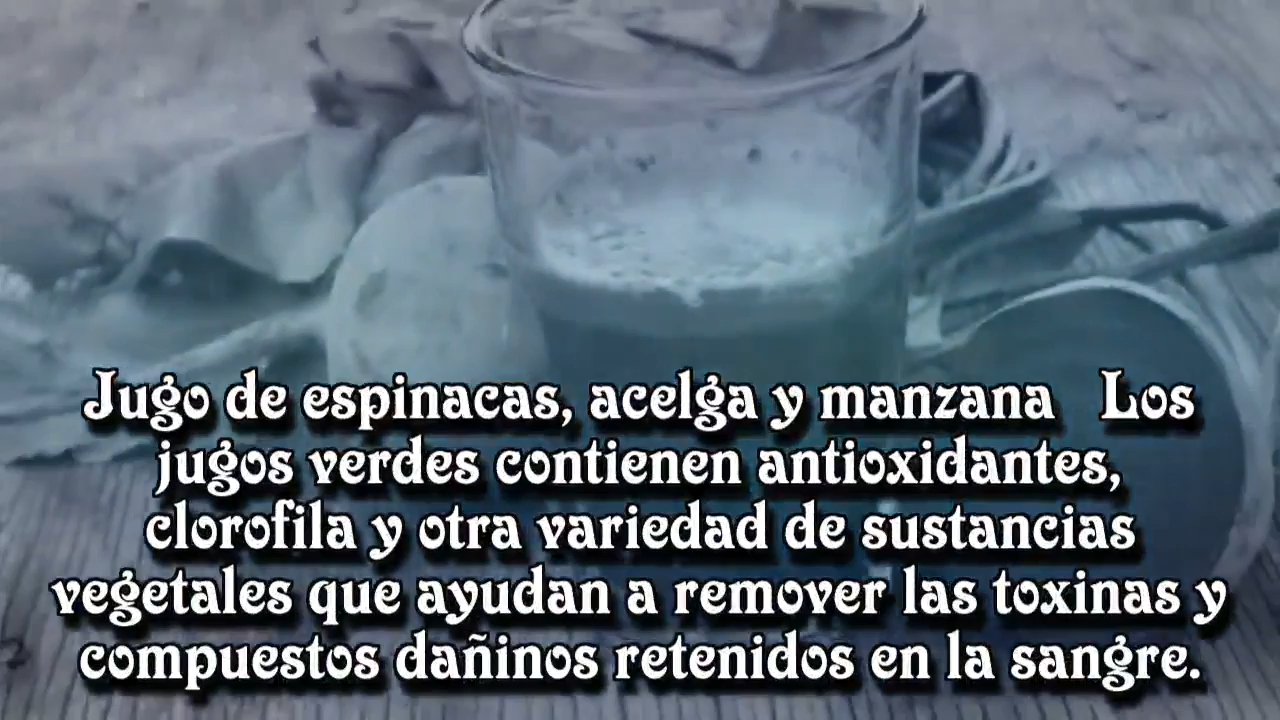 Jugo de espinacas, acelga y manzana   Los
jugos verdes contienen antioxidantes,
clorofila y otra variedad de sustancias
vegetales que ayudan a remover las toxinas y
compuestos dañinos retenidos en la sangre.